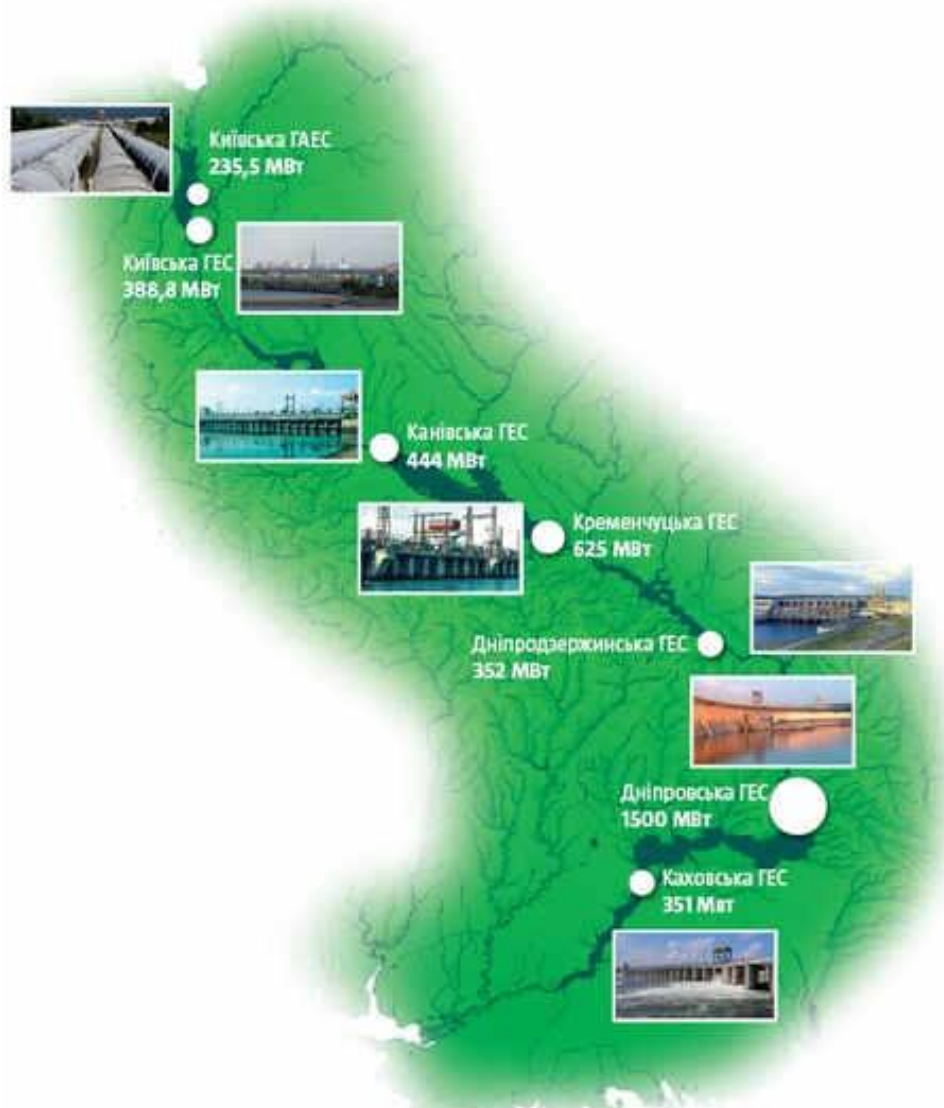 Київська ГАЕС
235,5 МВт
Київська ГЕС
388,8 МВт
Канівська ГЕС
444 МВт
Кременчуцька ГЕС
625 МВт
Дніпродзержинська ГЕС
352 МВт
Дніпровська ГЕС
1500 МВт
Каховська ГЕС
351 Мвт